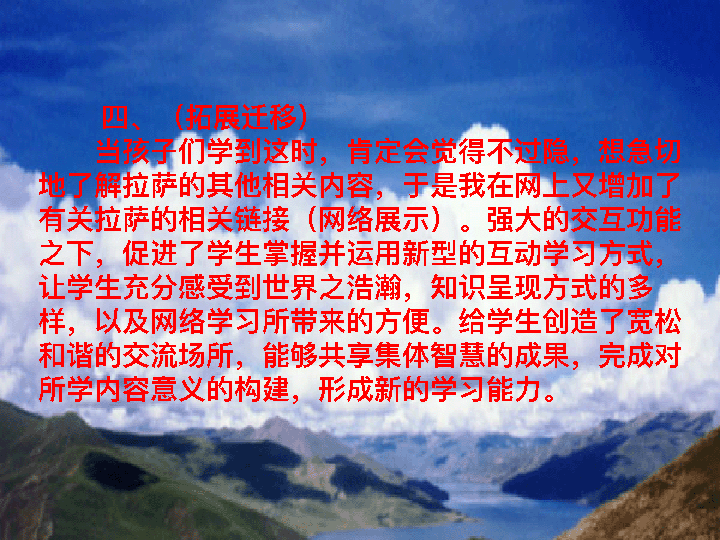 四、（拓展迁移）
当孩子们学到这时，肯定会觉得不过隐，想急切
地了解拉萨的其他相关内容，于是我在网上又增加了
有关拉萨的相关链接（网络展示）。强大的交互功能
之下，促进了学生掌握并运用新型的互动学习方式，
让学生充分感受到世界之浩瀚，知识呈现方式的多
样，以及网络学习所带来的方便。给学生创造了宽松
和谐的交流场所，能够共享集体智慧的成果，完成对
所学内容意义的构建，形成新的学习能力。